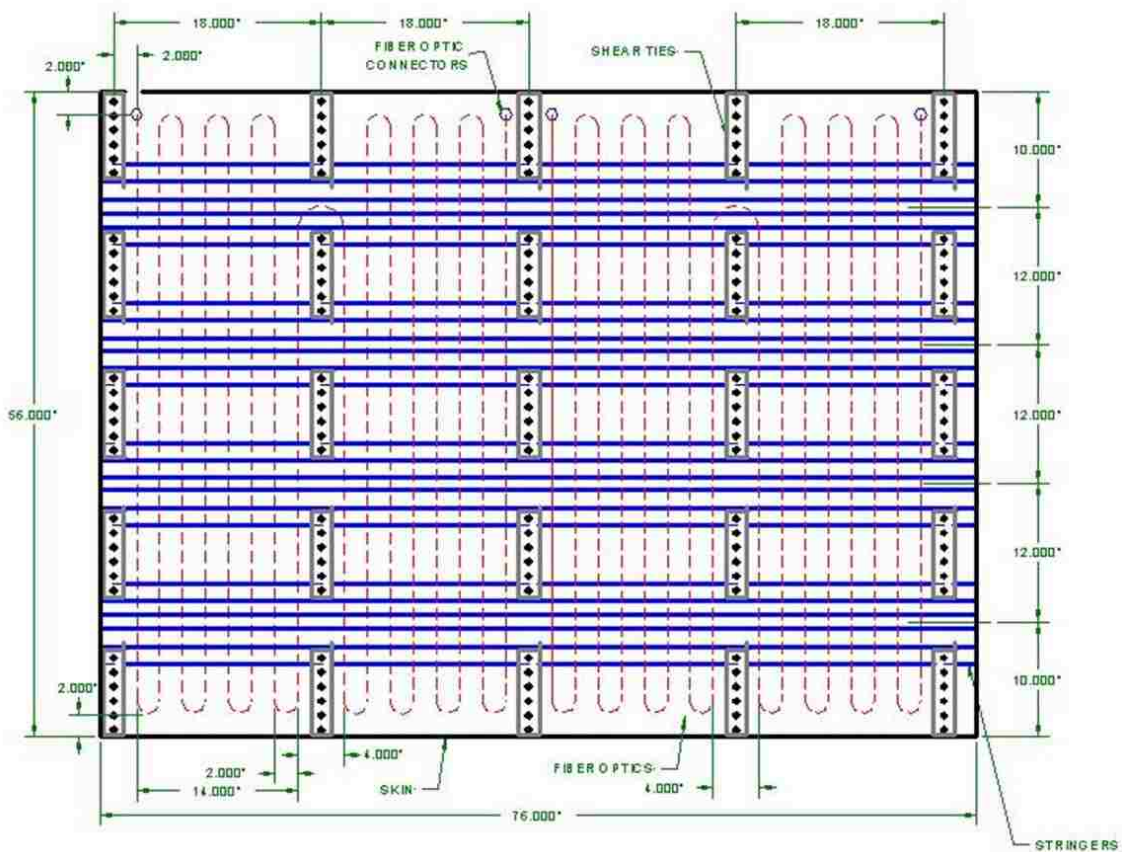 18.000"
18.000"
18.000"
2.000"
FIBER OPTIC
CONNECTORS
SHEAR TIES
2.000"
10.000"
12.000"
56.000"
12.000"
12.000"
10.000"
2.000"
4.000"
2.000"
14.000"
SKIN
FIBER OPTICS
4.000"
76.000"
STRINGERS